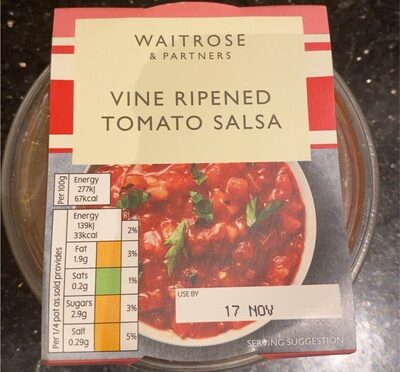 WAITROSE
& PARTNERS
VINE RIPENED
TOMATO SALSA
Per 100g
Energy
277kJ
67kcal
Per 1/4 pot as sold provides
RI
Energy
139kJ
33kcal
2%
Fat
1.9g
3%
Sats
0.2g
1%
Sugars
2.9g
3%
Salt
0.29g
5%
USE BY
17 NOV
SERVING SUGGESTION